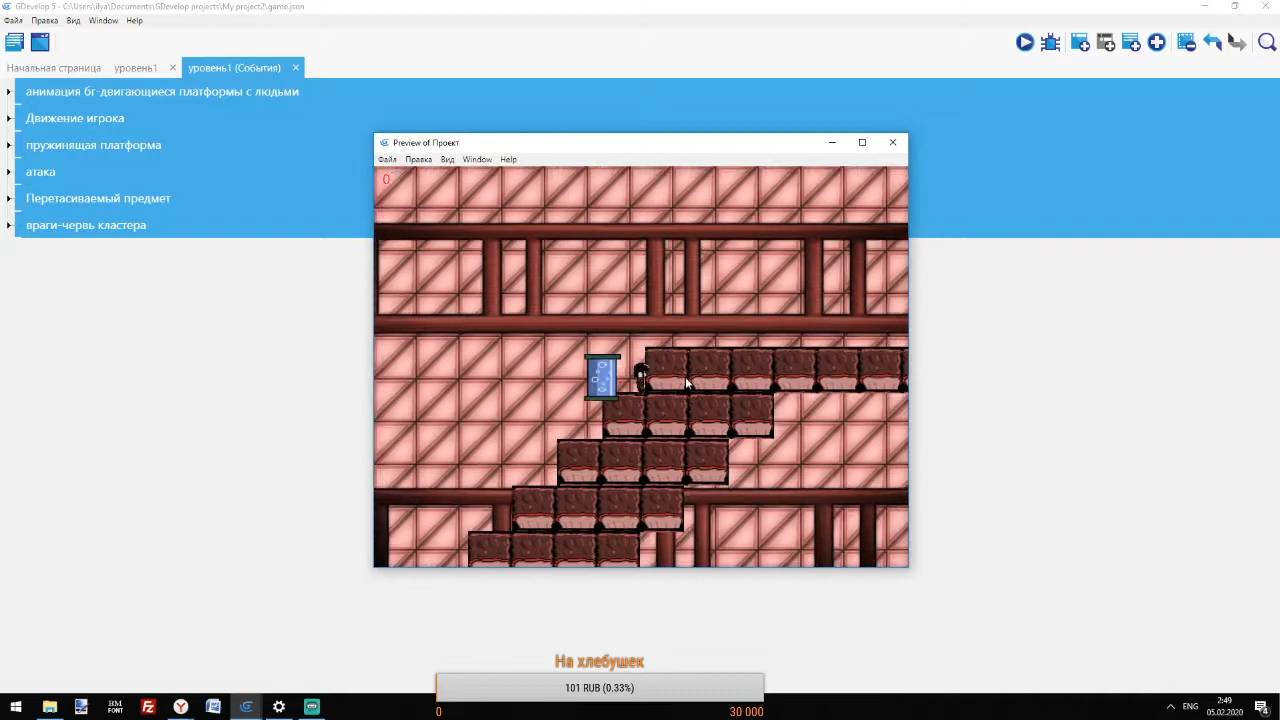 GDevelop 5 - C:\Users\ilya\Documents\GDevelop projects\My project2\game.json
Файл Правка Вид Window Help
Начальная страница уровень1 × уровень1 (События) ×
анимация бг-двигающиеся платформы с людьми
Движение игрока
пружинящая платформа
атака
Перетасиваемый предмет
враги-червь кластера
Preview of Проект
Файл Правка Вид Window Help
0
На хлебушек
101 RUB (0.33%)
0 30 000
BM FONT
ENG
2:49
05.02.2020
4